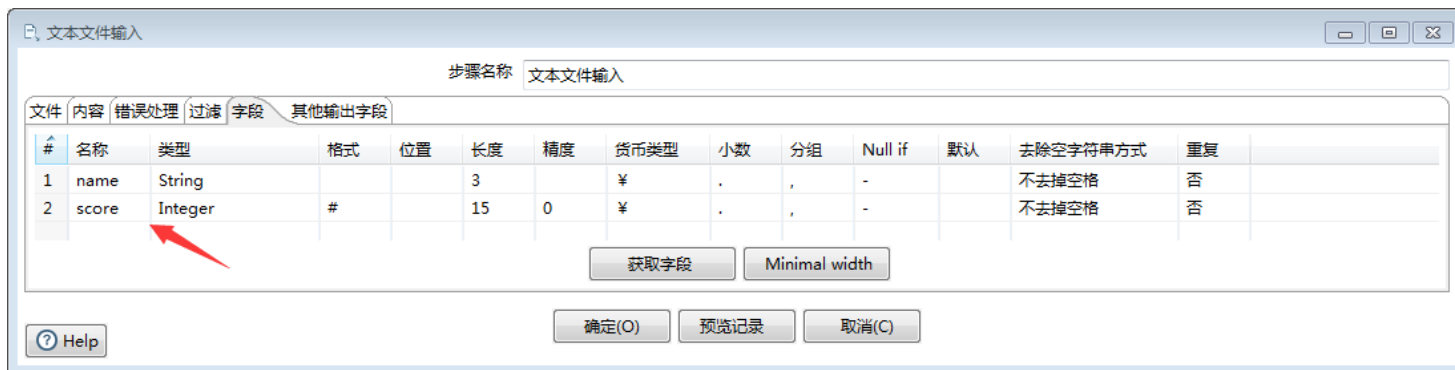 文本文件输入
步骤名称 文本文件输入
文件 内容 错误处理 过滤 字段 其他输出字段
# 名称 类型 格式 位置 长度 精度 货币类型 小数 分组 Null if 默认 去除空字符串方式 重复
1 name String 3 ¥ . , - 不去掉空格 否
2 score Integer # 15 0 ¥ . , - 不去掉空格 否
获取字段 Minimal width
确定(O) 预览记录 取消(C)
Help